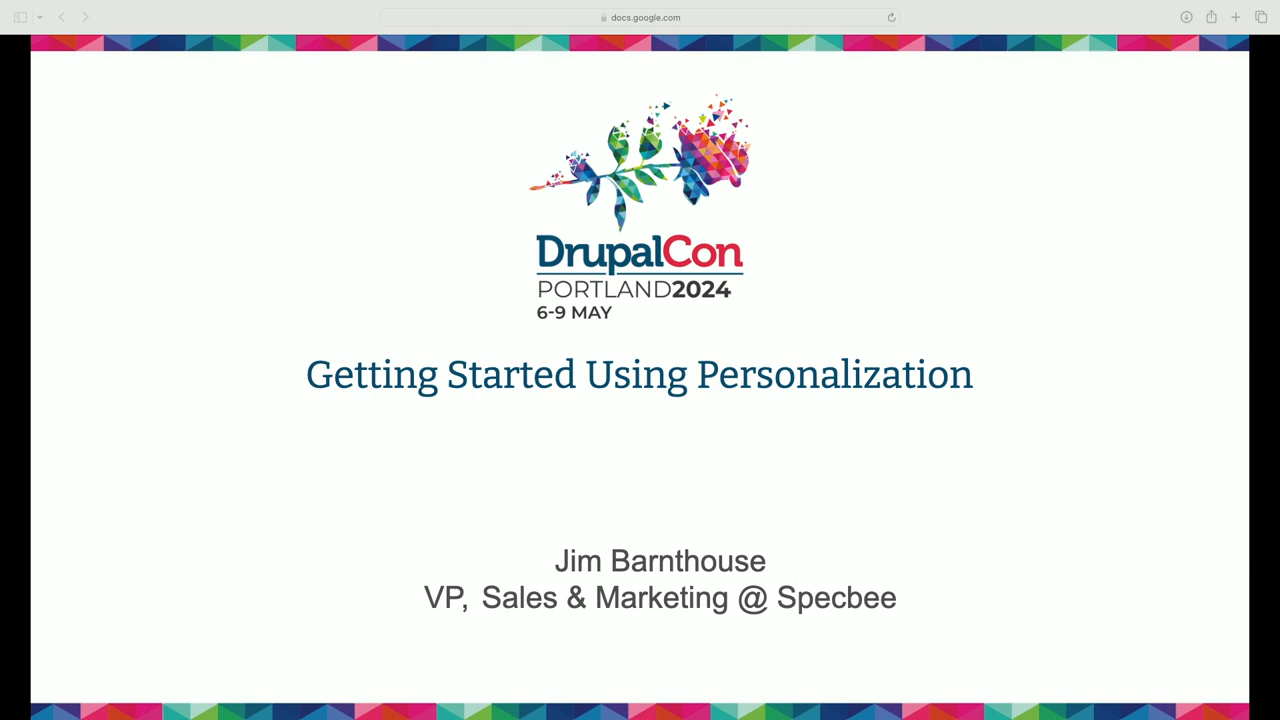 docs.google.com
DrupalCon
PORTLAND2024
6-9 MAY
Getting Started Using Personalization
Jim Barnthouse
VP, Sales & Marketing @ Specbee